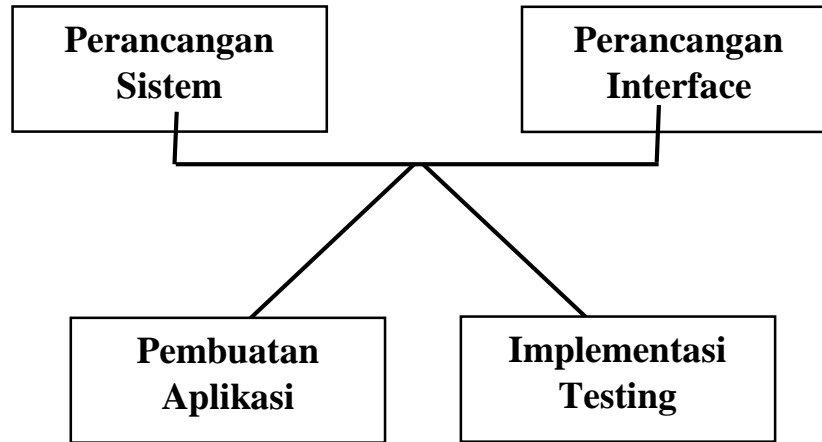 Perancangan
Sistem
Perancangan
Interface
Pembuatan
Aplikasi
Implementasi
Testing